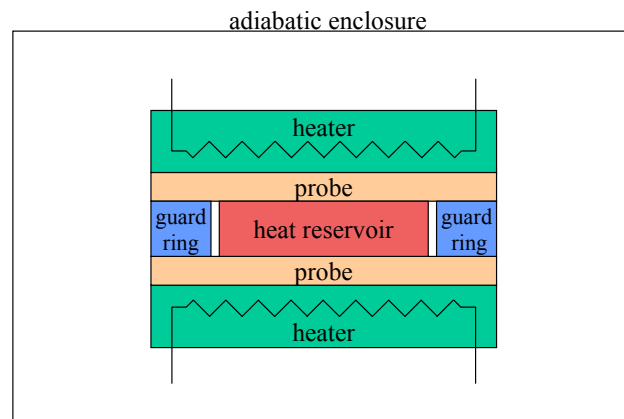 adiabatic enclosure
heater
probe
guard
ring
heat reservoir
guard
ring
probe
heater